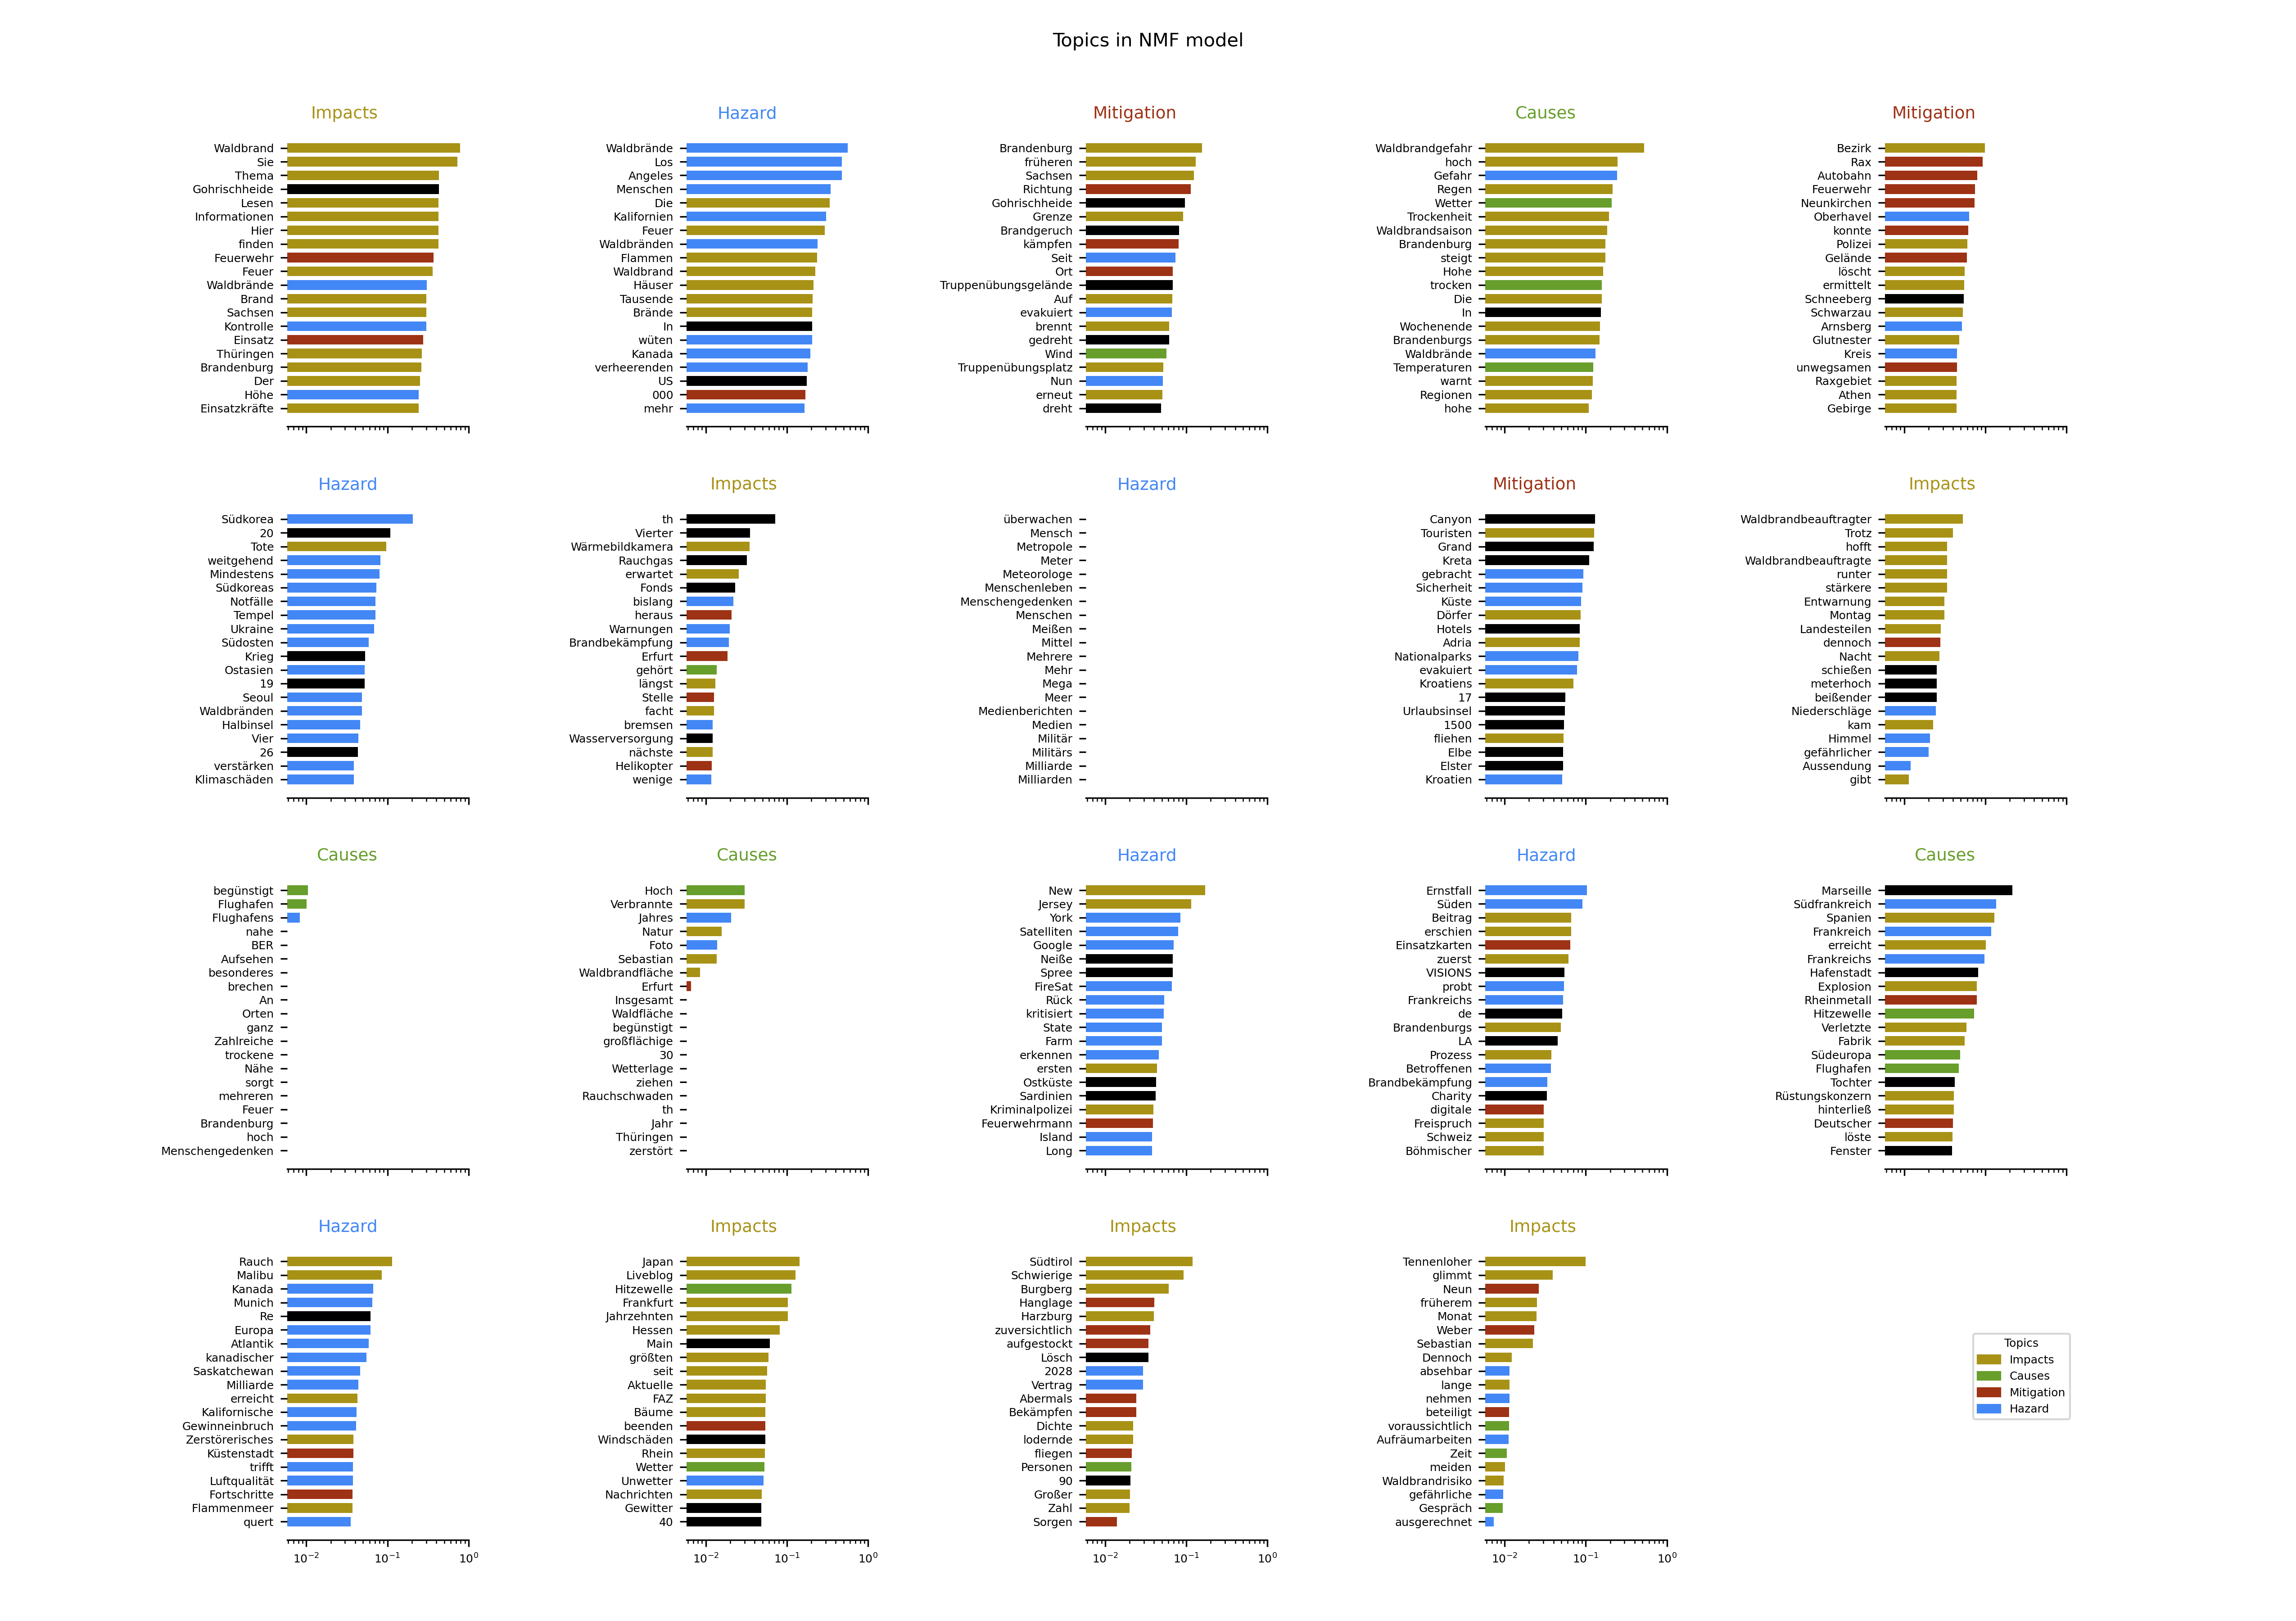 Topics in NMF model
Impacts
Waldbrand
Sie
Thema
Gohrischheide
Lesen
Informationen
Hier
finden
Feuerwehr
Feuer
Waldbrände
Brand
Sachsen
Kontrolle
Einsatz
Thüringen
Brandenburg
Der
Höhe
Einsatzkräfte
Hazard
Waldbrände
Los
Angeles
Menschen
Die
Kalifornien
Feuer
Waldbränden
Flammen
Waldbrand
Häuser
Tausende
Brände
In
wüten
Kanada
verheerenden
US
000
mehr
Mitigation
Brandenburg
früheren
Sachsen
Richtung
Gohrischheide
Grenze
Brandgeruch
kämpfen
Seit
Ort
Truppenübungsgelände
Auf
evakuiert
brennt
gedreht
Wind
Truppenübungsplatz
Nun
erneut
dreht
Causes
Waldbrandgefahr
hoch
Gefahr
Regen
Wetter
Trockenheit
Waldbrandsaison
Brandenburg
steigt
Hohe
trocken
Die
In
Wochenende
Brandenburgs
Waldbrände
Temperaturen
warnt
Regionen
hohe
Mitigation
Bezirk
Rax
Autobahn
Feuerwehr
Neunkirchen
Oberhavel
konnte
Polizei
Gelände
löscht
ermittelt
Schneeberg
Schwarzau
Arnsberg
Glutnester
Kreis
unwegsamen
Raxgebiet
Athen
Gebirge
Hazard
Südkorea
20
Tote
weitgehend
Mindestens
Südkoreas
Notfälle
Tempel
Ukraine
Südosten
Krieg
Ostasien
19
Seoul
Waldbränden
Halbinsel
Vier
26
verstärken
Klimaschäden
Impacts
th
Vierter
Wärmebildkamera
Rauchgas
erwartet
Fonds
bislang
heraus
Warnungen
Brandbekämpfung
Erfurt
gehört
längst
Stelle
facht
bremsen
Wasserversorgung
nächste
Helikopter
wenige
Hazard
überwachen
Mensch
Metropole
Meter
Meteorologe
Menschenleben
Menschengedenken
Menschen
Meißen
Mittel
Mehrere
Mehr
Mega
Meer
Medienberichten
Medien
Militär
Militärs
Milliarde
Milliarden
Mitigation
Canyon
Touristen
Grand
Kreta
gebracht
Sicherheit
Küste
Dörfer
Hotels
Adria
Nationalparks
evakuiert
Kroatiens
17
Urlaubsinsel
1500
fliehen
Elbe
Elster
Kroatien
Impacts
Waldbrandbeauftragter
Trotz
hofft
Waldbrandbeauftragte
runter
stärkere
Entwarnung
Montag
Landesteilen
dennoch
Nacht
schießen
meterhoch
beißender
Niederschläge
kam
Himmel
gefährlicher
Aussendung
gibt
Causes
begünstigt
Flughafen
Flughafens
nahe
BER
Aufsehen
besonderes
brechen
An
Orten
ganz
Zahlreiche
trockene
Nähe
sorgt
mehreren
Feuer
Brandenburg
hoch
Menschengedenken
Causes
Hoch
Verbrannte
Jahres
Natur
Foto
Sebastian
Waldbrandfläche
Erfurt
Insgesamt
Waldfläche
begünstigt
großflächige
30
Wetterlage
ziehen
Rauchschwaden
th
Jahr
Thüringen
zerstört
Hazard
New
Jersey
York
Satelliten
Google
Neiße
Spree
FireSat
Rück
kritisiert
State
Farm
erkennen
ersten
Ostküste
Sardinien
Kriminalpolizei
Feuerwehrmann
Island
Long
Hazard
Ernstfall
Süden
Beitrag
erschien
Einsatzkarten
zuerst
VISIONS
probt
Frankreichs
de
Brandenburgs
LA
Prozess
Betroffenen
Brandbekämpfung
Charity
digitale
Freispruch
Schweiz
Böhmischer
Causes
Marseille
Südfrankreich
Spanien
Frankreich
erreicht
Frankreichs
Hafenstadt
Explosion
Rheinmetall
Hitzewelle
Verletzte
Fabrik
Südeuropa
Flughafen
Tochter
Rüstungskonzern
hinterließ
Deutscher
löste
Fenster
Hazard
Rauch
Malibu
Kanada
Munich
Re
Europa
Atlantik
kanadischer
Saskatchewan
Milliarde
erreicht
Kalifornische
Gewinneinbruch
Zerstörerisches
Küstenstadt
trifft
Luftqualität
Fortschritte
Flammenmeer
quert
10⁻² 10⁻¹ 10⁰
Impacts
Japan
Liveblog
Hitzewelle
Frankfurt
Jahrzehnten
Hessen
Main
größten
seit
Aktuelle
FAZ
Bäume
beenden
Windschäden
Rhein
Wetter
Unwetter
Nachrichten
Gewitter
40
10⁻² 10⁻¹ 10⁰
Impacts
Südtirol
Schwierige
Burgberg
Hanglage
Harzburg
zuversichtlich
aufgestockt
Lösch
2028
Vertrag
Abermals
Bekämpfen
Dichte
lodernde
fliegen
Personen
90
Großer
Zahl
Sorgen
10⁻² 10⁻¹ 10⁰
Impacts
Tennenloher
glimmt
Neun
früherem
Monat
Weber
Sebastian
Dennoch
absehbar
lange
nehmen
beteiligt
voraussichtlich
Aufräumarbeiten
Zeit
meiden
Waldbrandrisiko
gefährliche
Gespräch
ausgerechnet
10⁻² 10⁻¹ 10⁰
Topics
Impacts
Causes
Mitigation
Hazard